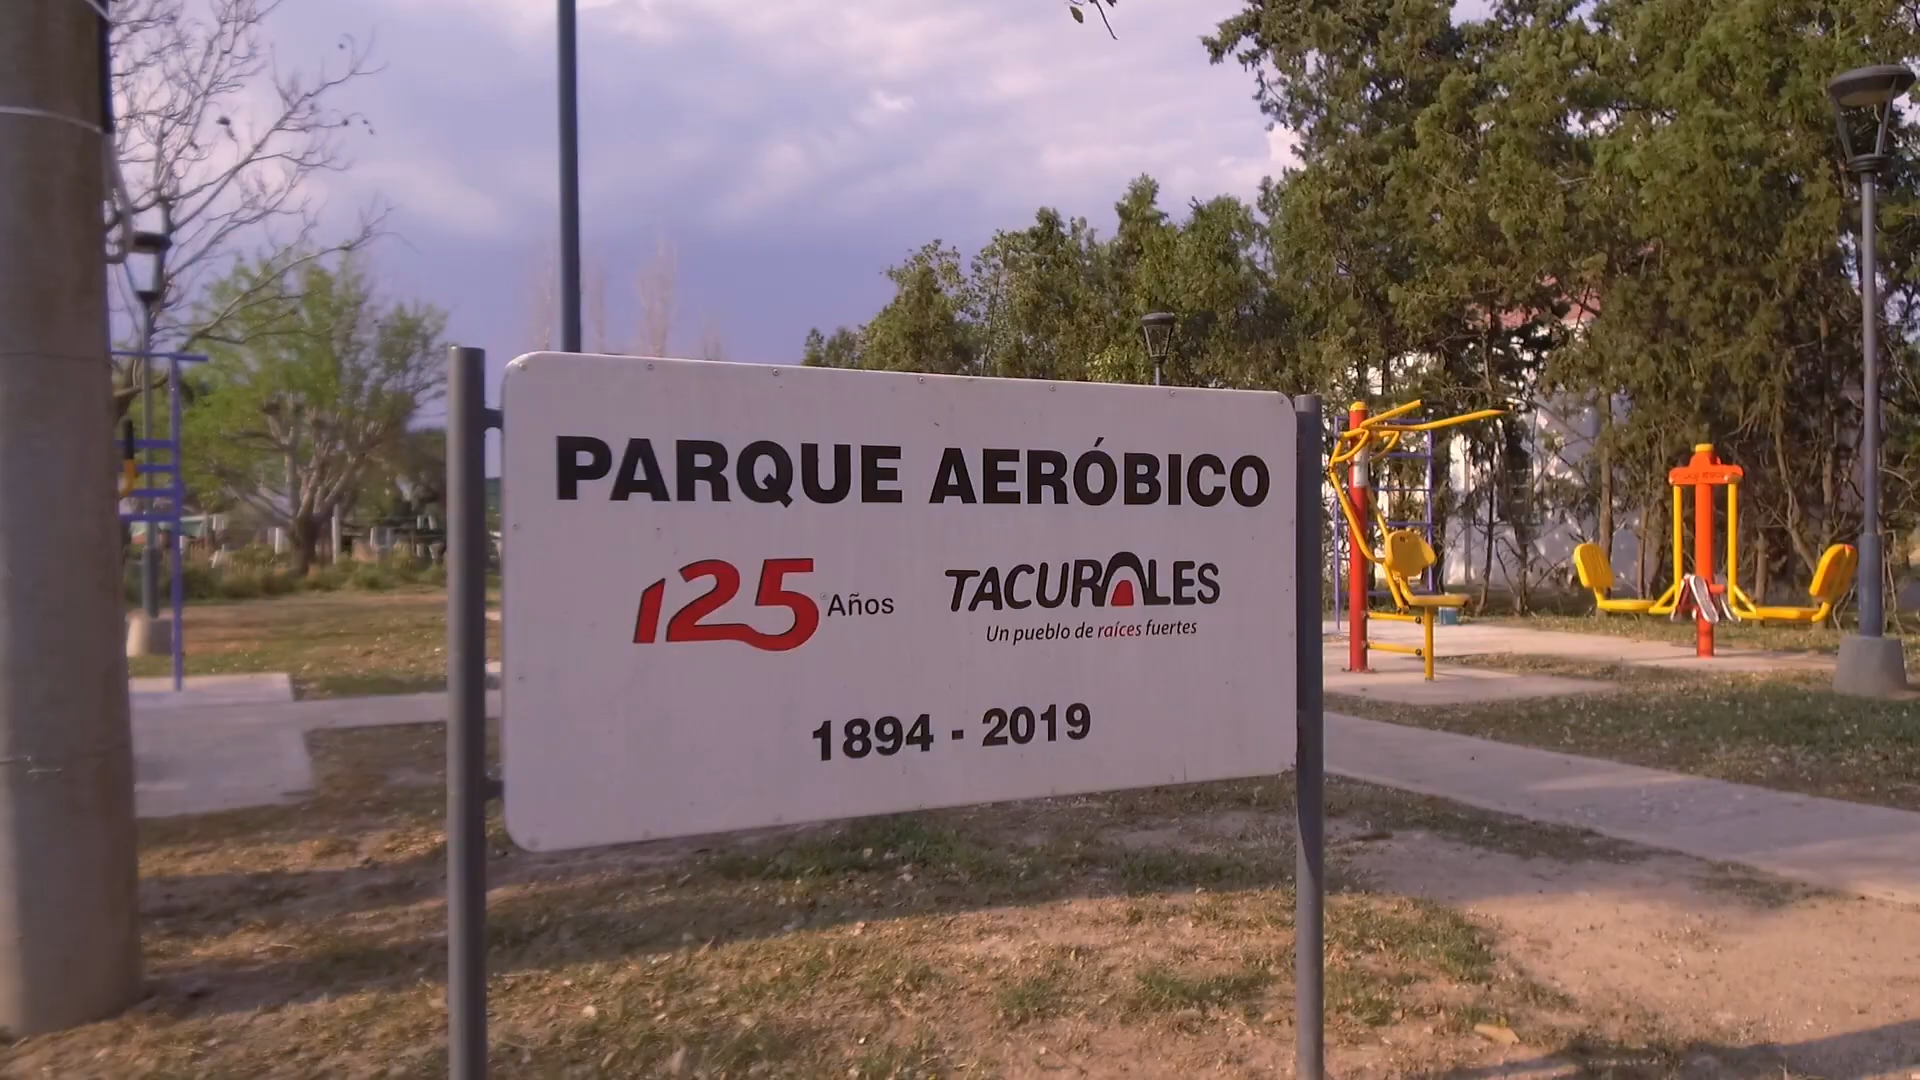 PARQUE AERÓBICO
125 Años
TACURALES
Un pueblo de raíces fuertes
1894 - 2019